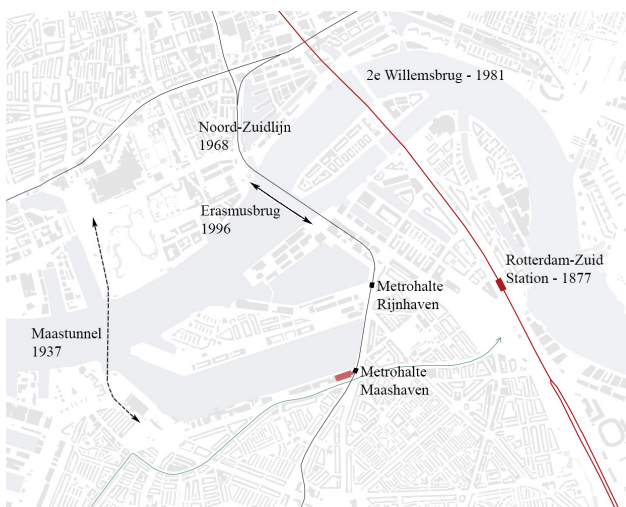 2e Willemsbrug - 1981
Noord-Zuidlijn
1968
Erasmusbrug
1996
Rotterdam-Zuid
Station - 1877
Metrohalte
Rijnhaven
Maastunnel
1937
Metrohalte
Maashaven